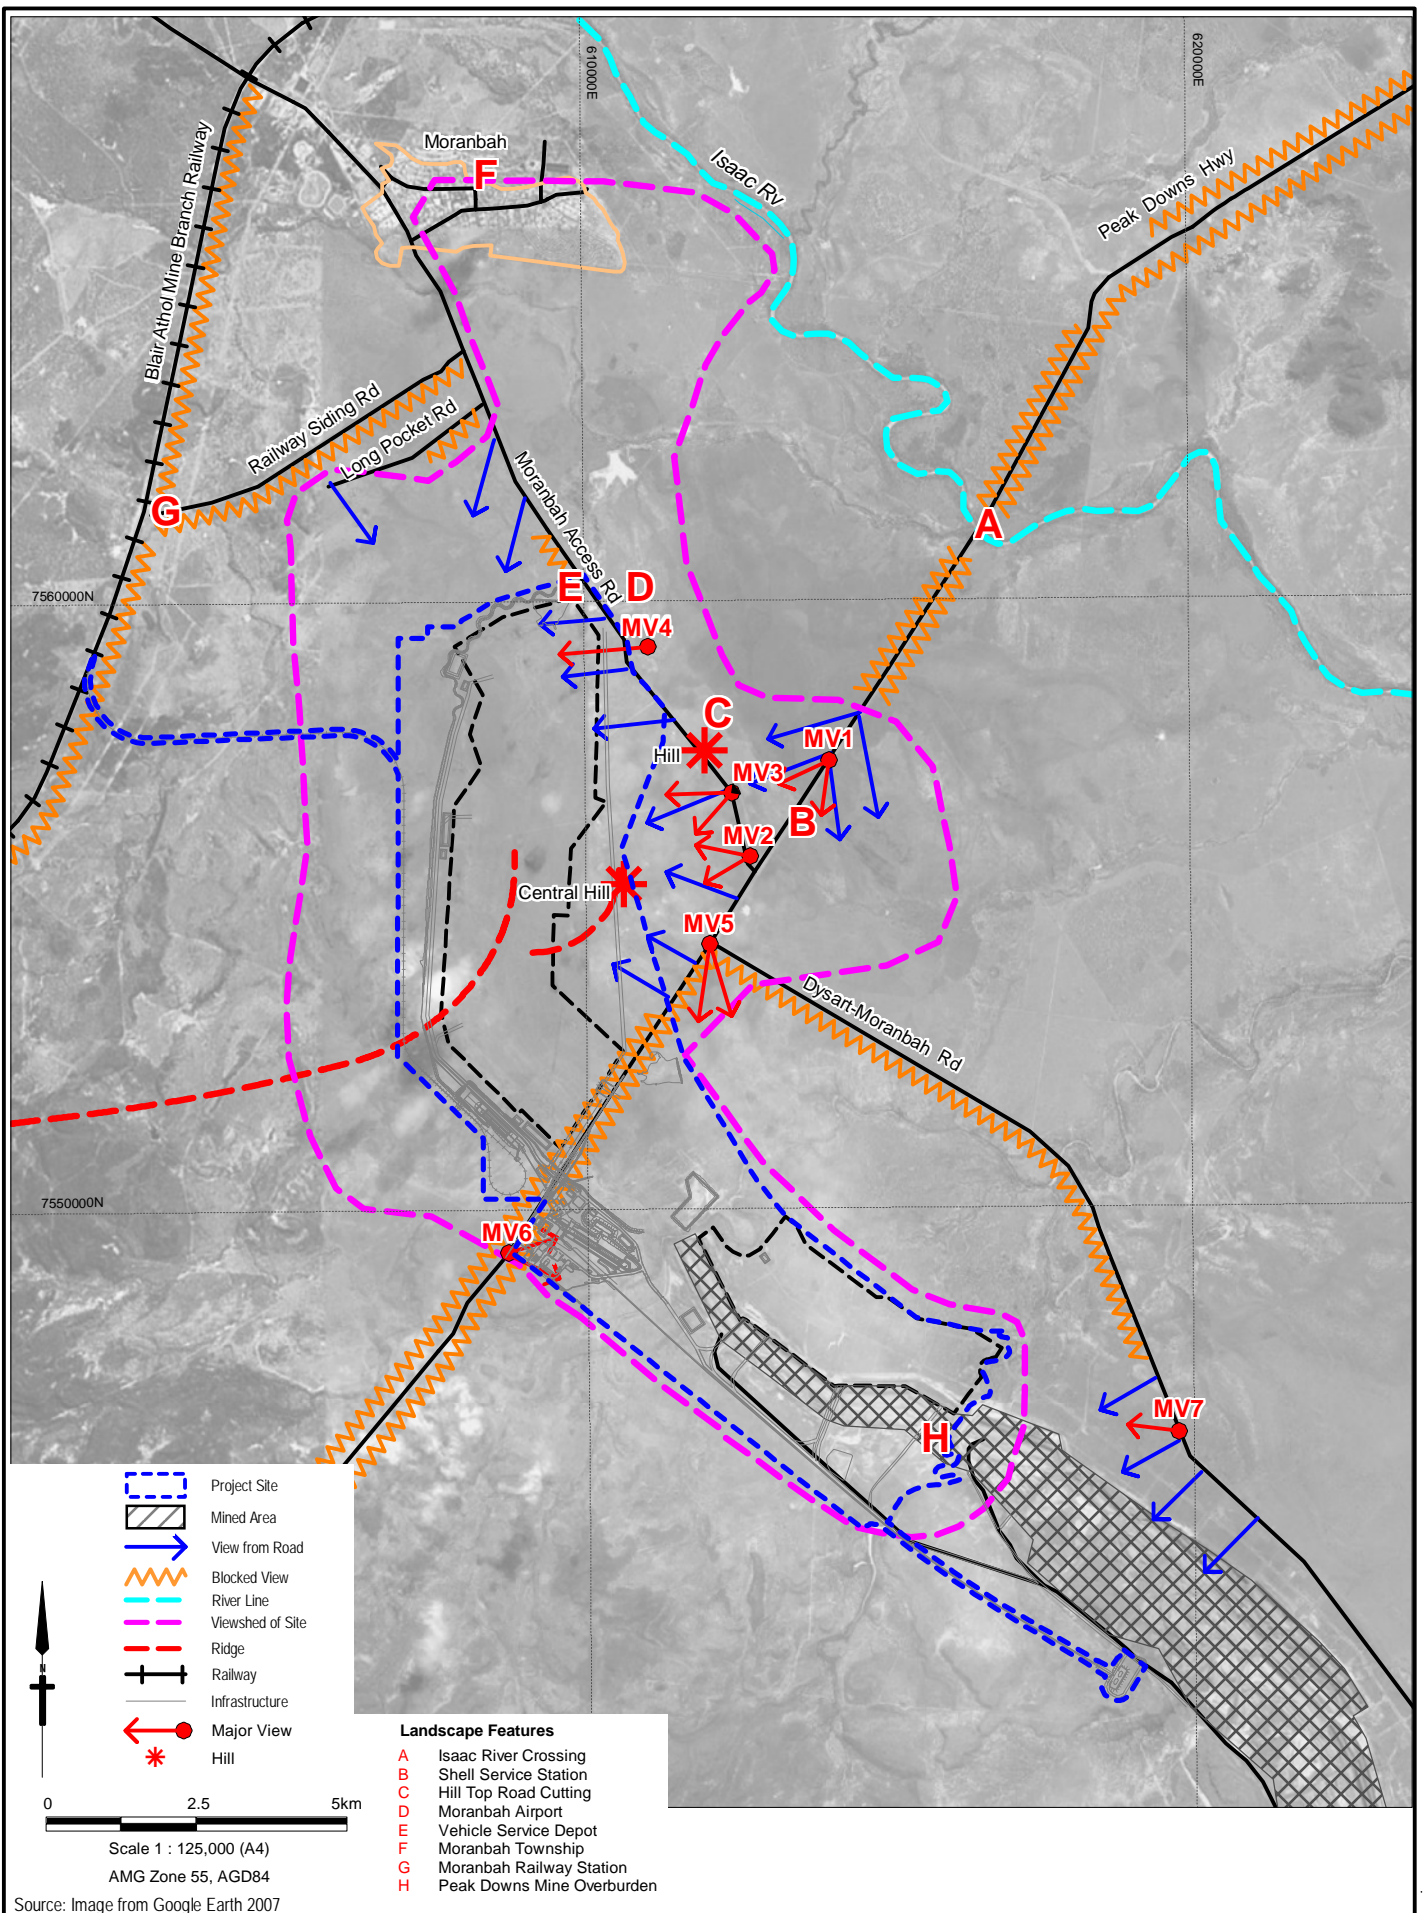 610000E
620000E
Moranbah
F
Isaac Rv
Peak Downs Hwy
Blair Athol Mine Branch Railway
Railway Siding Rd
Long Pocket Rd
G
Moranbah Access Rd
A
7560000N
E
D
MV4
C
Hill
MV1
MV3
B
MV2
Central Hill
MV5
Dysart-Moranbah Rd
7550000N
MV6
MV7
H
Project Site
Mined Area
View from Road
Blocked View
River Line
Viewshed of Site
Ridge
Railway
Infrastructure
Major View
Hill
N
0 2.5 5km
Scale 1 : 125,000 (A4)
AMG Zone 55, AGD84
Source: Image from Google Earth 2007
Landscape Features
A Isaac River Crossing
B Shell Service Station
C Hill Top Road Cutting
D Moranbah Airport
E Vehicle Service Depot
F Moranbah Township
G Moranbah Railway Station
H Peak Downs Mine Overburden